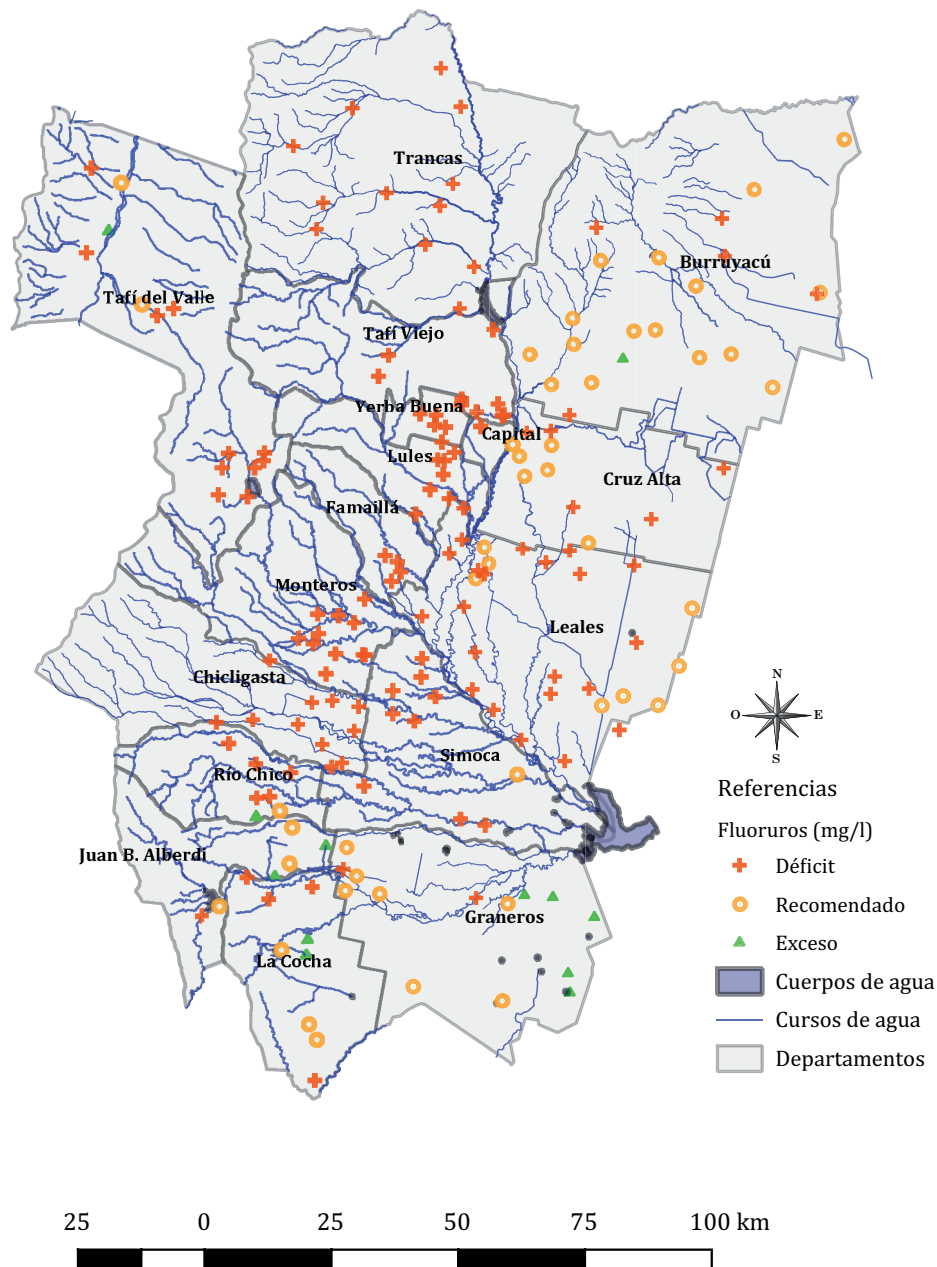 Trancas
Burruyacú
Tafí del Valle
Tafí Viejo
Yerba Buena
Capital
Lules
Cruz Alta
Famaillá
Monteros
Leales
Chicligasta
N
O
E
S
Simoca
Río Chico
Referencias
Fluoruros (mg/l)
Juan B. Alberdi
Déficit
Recomendado
Graneros
Exceso
La Cocha
Cuerpos de agua
Cursos de agua
Departamentos
25 0 25 50 75 100 km